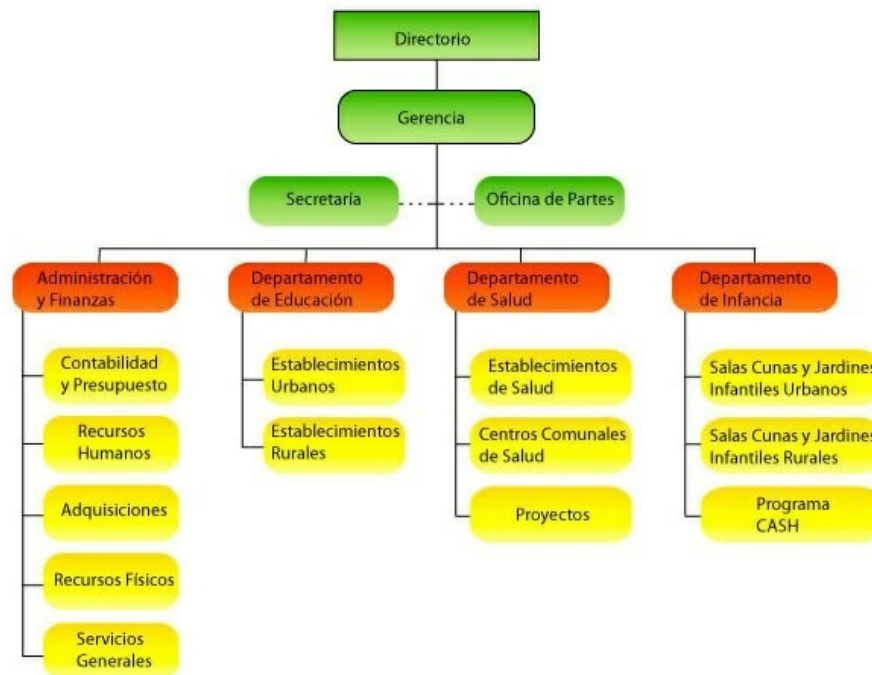 Directorio
Gerencia
Secretaría
Oficina de Partes
Administración
y Finanzas
Departamento
de Educación
Departamento
de Salud
Departamento
de Infancia
Contabilidad
y Presupuesto
Recursos
Humanos
Adquisiciones
Recursos Físicos
Servicios
Generales
Establecimientos
Urbanos
Establecimientos
Rurales
Establecimientos
de Salud
Centros Comunales
de Salud
Proyectos
Salas Cunas y Jardines
Infantiles Urbanos
Salas Cunas y Jardines
Infantiles Rurales
Programa
CASH